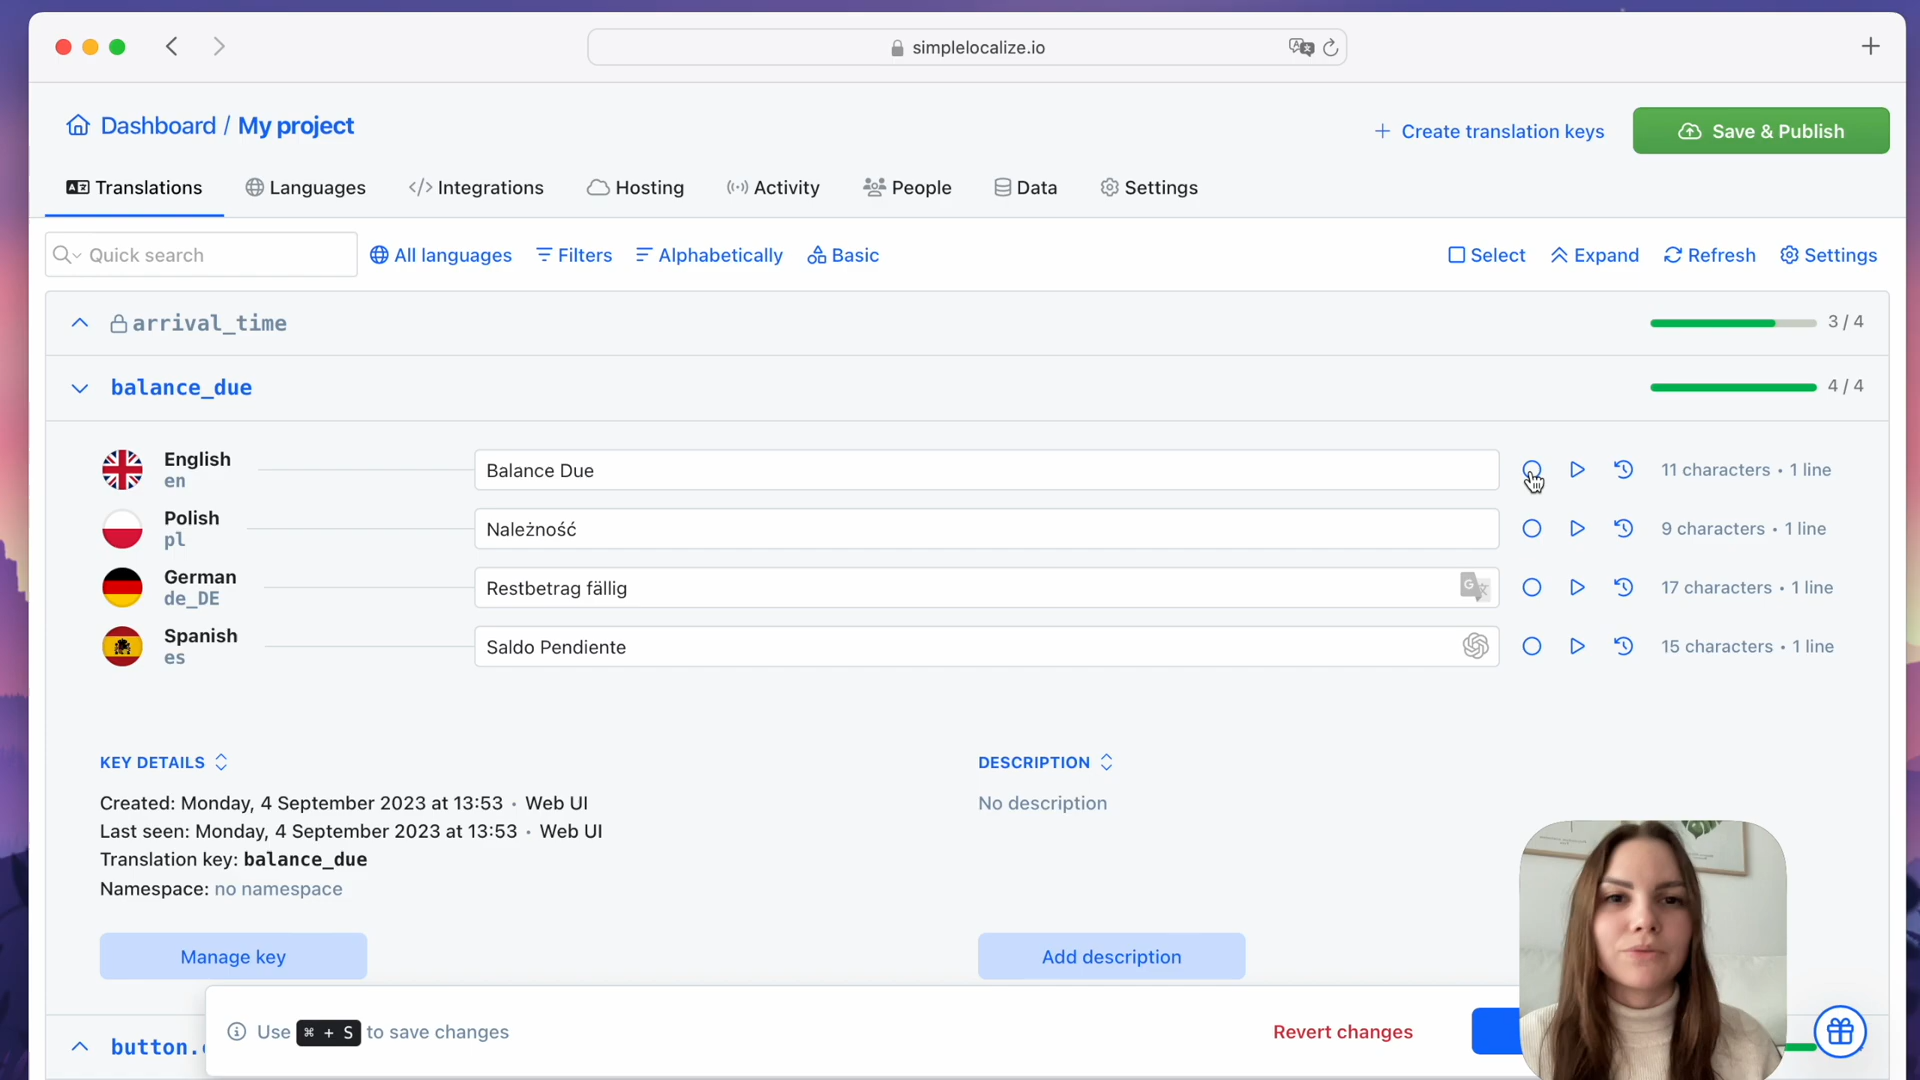 simplelocalize.io
Dashboard / My project
+ Create translation keys
Save & Publish
Translations
Languages
</> Integrations
Hosting
Activity
People
Data
Settings
Quick search
All languages
Filters
Alphabetically
Basic
Select
Expand
Refresh
Settings
arrival_time
3 / 4
balance_due
4 / 4
English
en
Balance Due
11 characters • 1 line
Polish
pl
Należność
9 characters • 1 line
German
de_DE
Restbetrag fällig
17 characters • 1 line
Spanish
es
Saldo Pendiente
15 characters • 1 line
KEY DETAILS
DESCRIPTION
Created: Monday, 4 September 2023 at 13:53 · Web UI
No description
Last seen: Monday, 4 September 2023 at 13:53 · Web UI
Translation key: balance_due
Namespace: no namespace
Manage key
Add description
Use ⌘ + S to save changes
Revert changes
button.